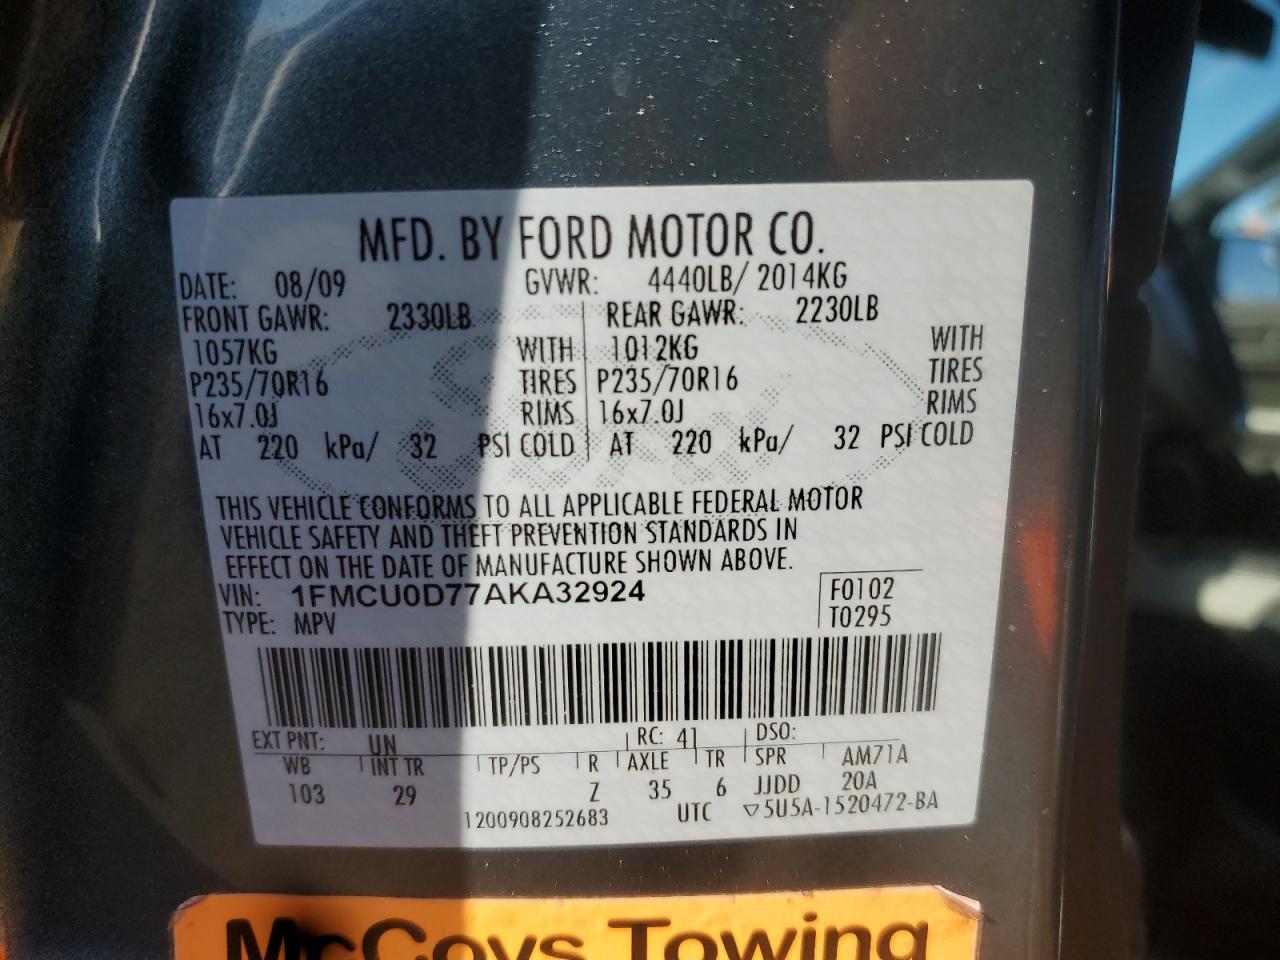 MFD. BY FORD MOTOR CO.
DATE: 08/09 GVWR: 4440LB/ 2014KG
FRONT GAWR: 2330LB REAR GAWR: 2230LB
1057KG WITH 1012KG WITH
P235/70R16 TIRES P235/70R16 TIRES
16x7.0J RIMS 16x7.0J RIMS
AT 220 kPa/ 32 PSI COLD AT 220 kPa/ 32 PSI COLD
THIS VEHICLE CONFORMS TO ALL APPLICABLE FEDERAL MOTOR
VEHICLE SAFETY AND THEFT PREVENTION STANDARDS IN
EFFECT ON THE DATE OF MANUFACTURE SHOWN ABOVE.
VIN: 1FMCU0D77AKA32924 F0102
TYPE: MPV T0295
EXT PNT: UN RC: 41 DSO:
WB INT TR TP/PS R AXLE TR SPR AM71A
103 29 Z 35 6 JJDD 20A
1200908252683 UTC ▽5U5A-1520472-BA
McCoys Towing